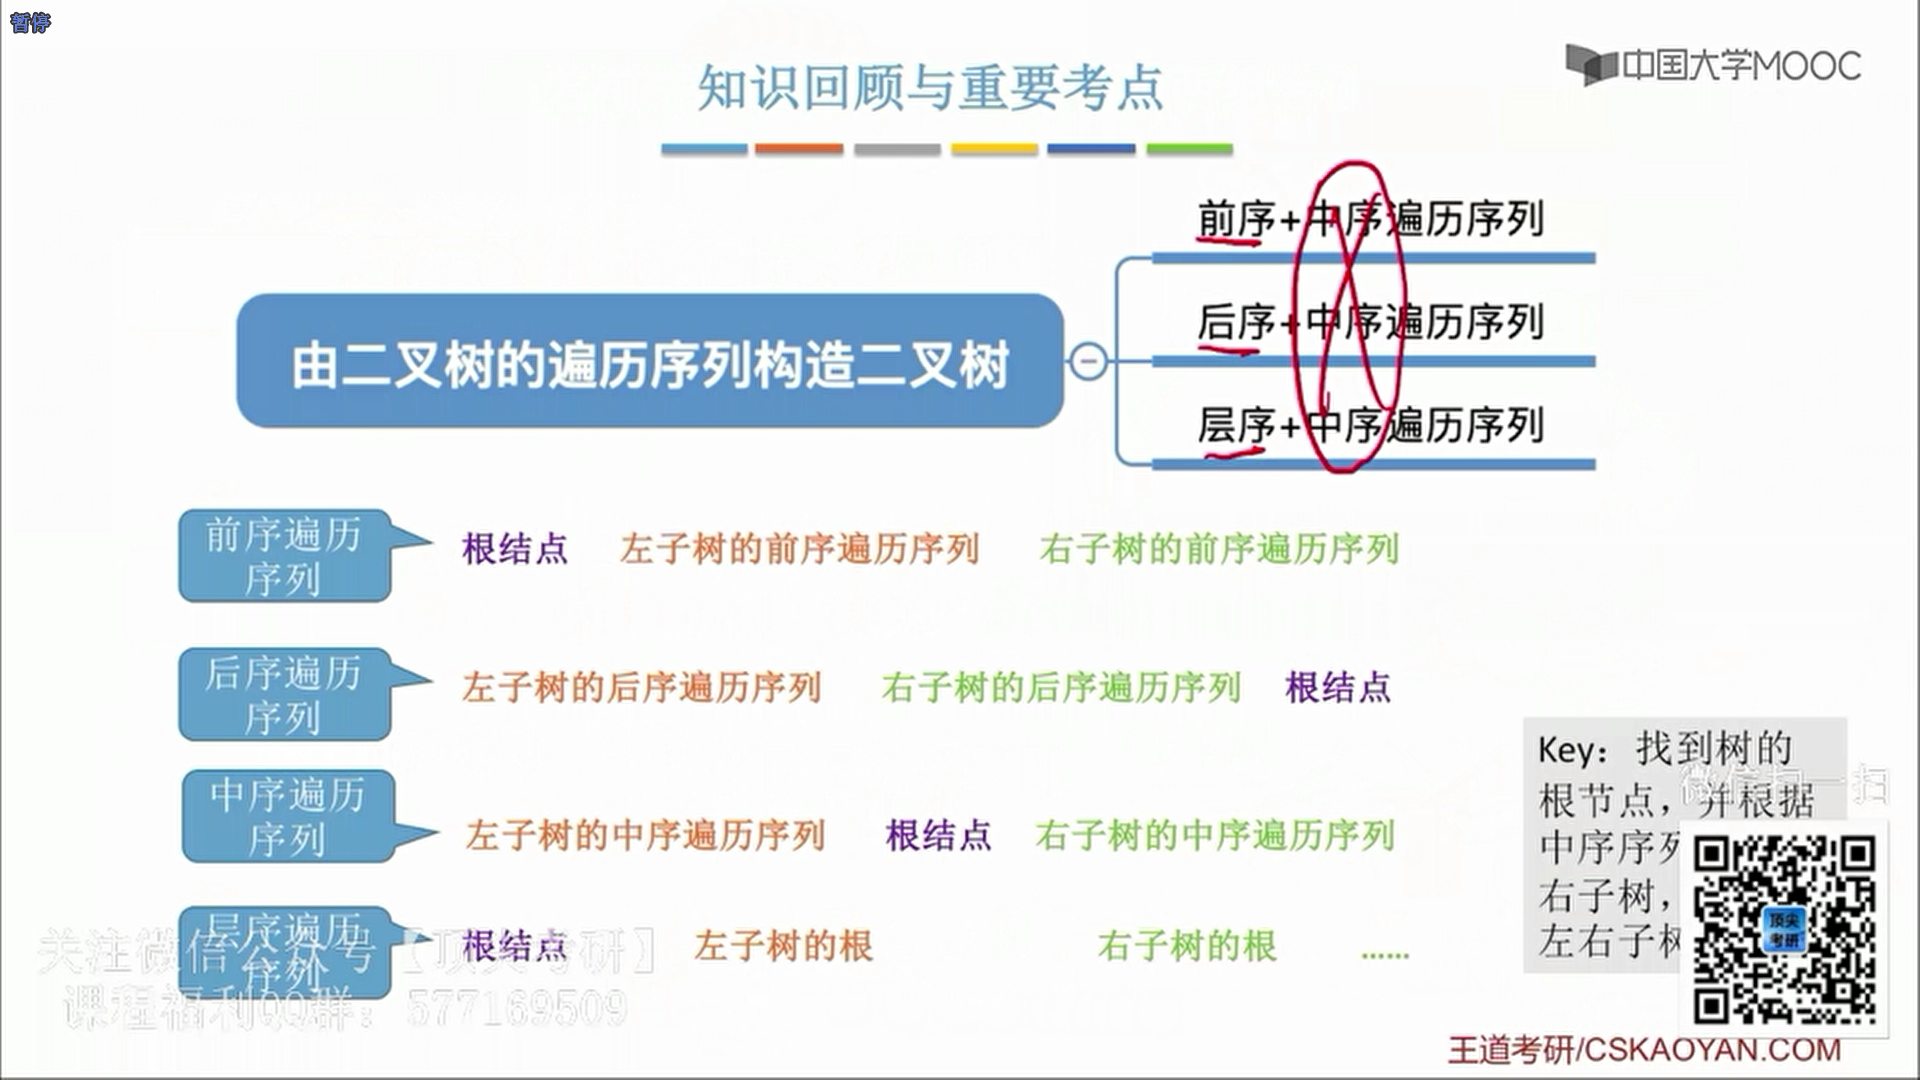 暂停
中国大学MOOC
知识回顾与重要考点
前序+中序遍历序列
由二叉树的遍历序列构造二叉树
后序+中序遍历序列
层序+中序遍历序列
前序遍历
序列
根结点 左子树的前序遍历序列 右子树的前序遍历序列
后序遍历
序列
左子树的后序遍历序列 右子树的后序遍历序列 根结点
中序遍历
序列
左子树的中序遍历序列 根结点 右子树的中序遍历序列
层序遍历
序列
根结点 左子树的根 右子树的根 ……
Key：找到树的
根节点，并根据
中序序列
右子树，
左右子树
微信扫一扫
顶尖
考研
关注微信公众号【顶尖考研】
课程福利QQ群：577169509
王道考研/CSKAOYAN.COM